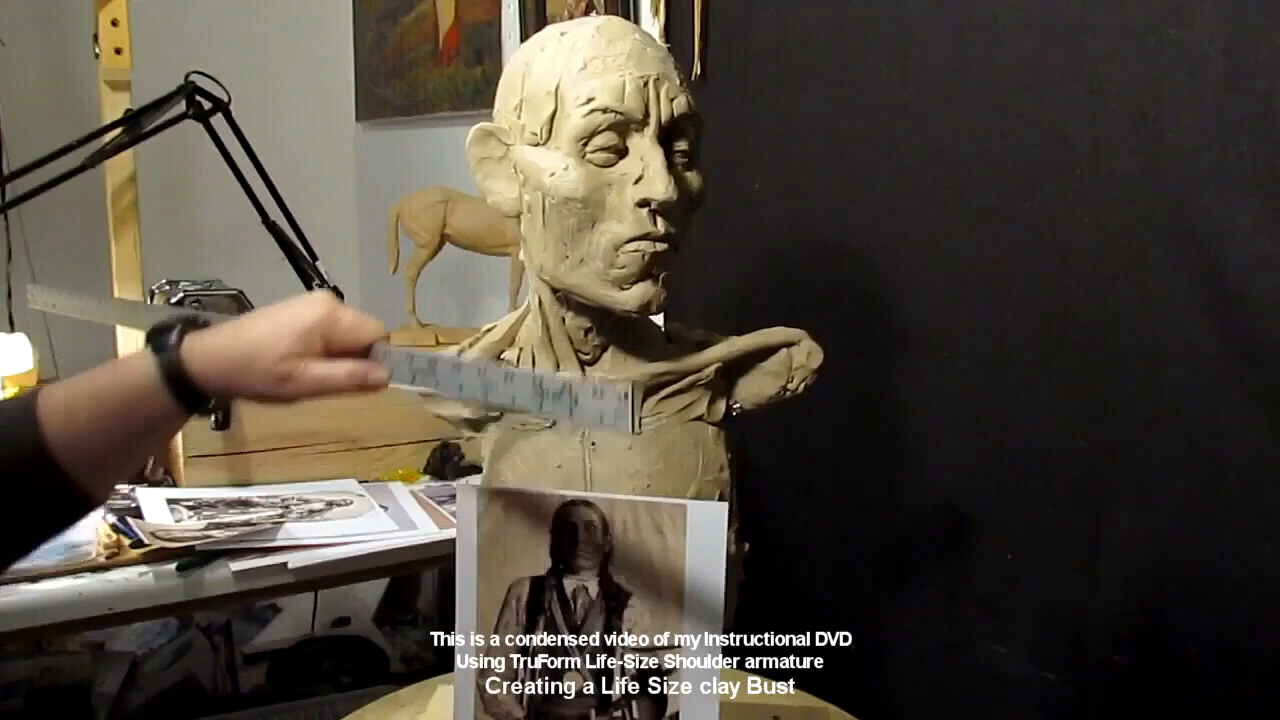 This is a condensed video of my Instructional DVD
Using TruForm Life-Size Shoulder armature
Creating a Life Size clay Bust